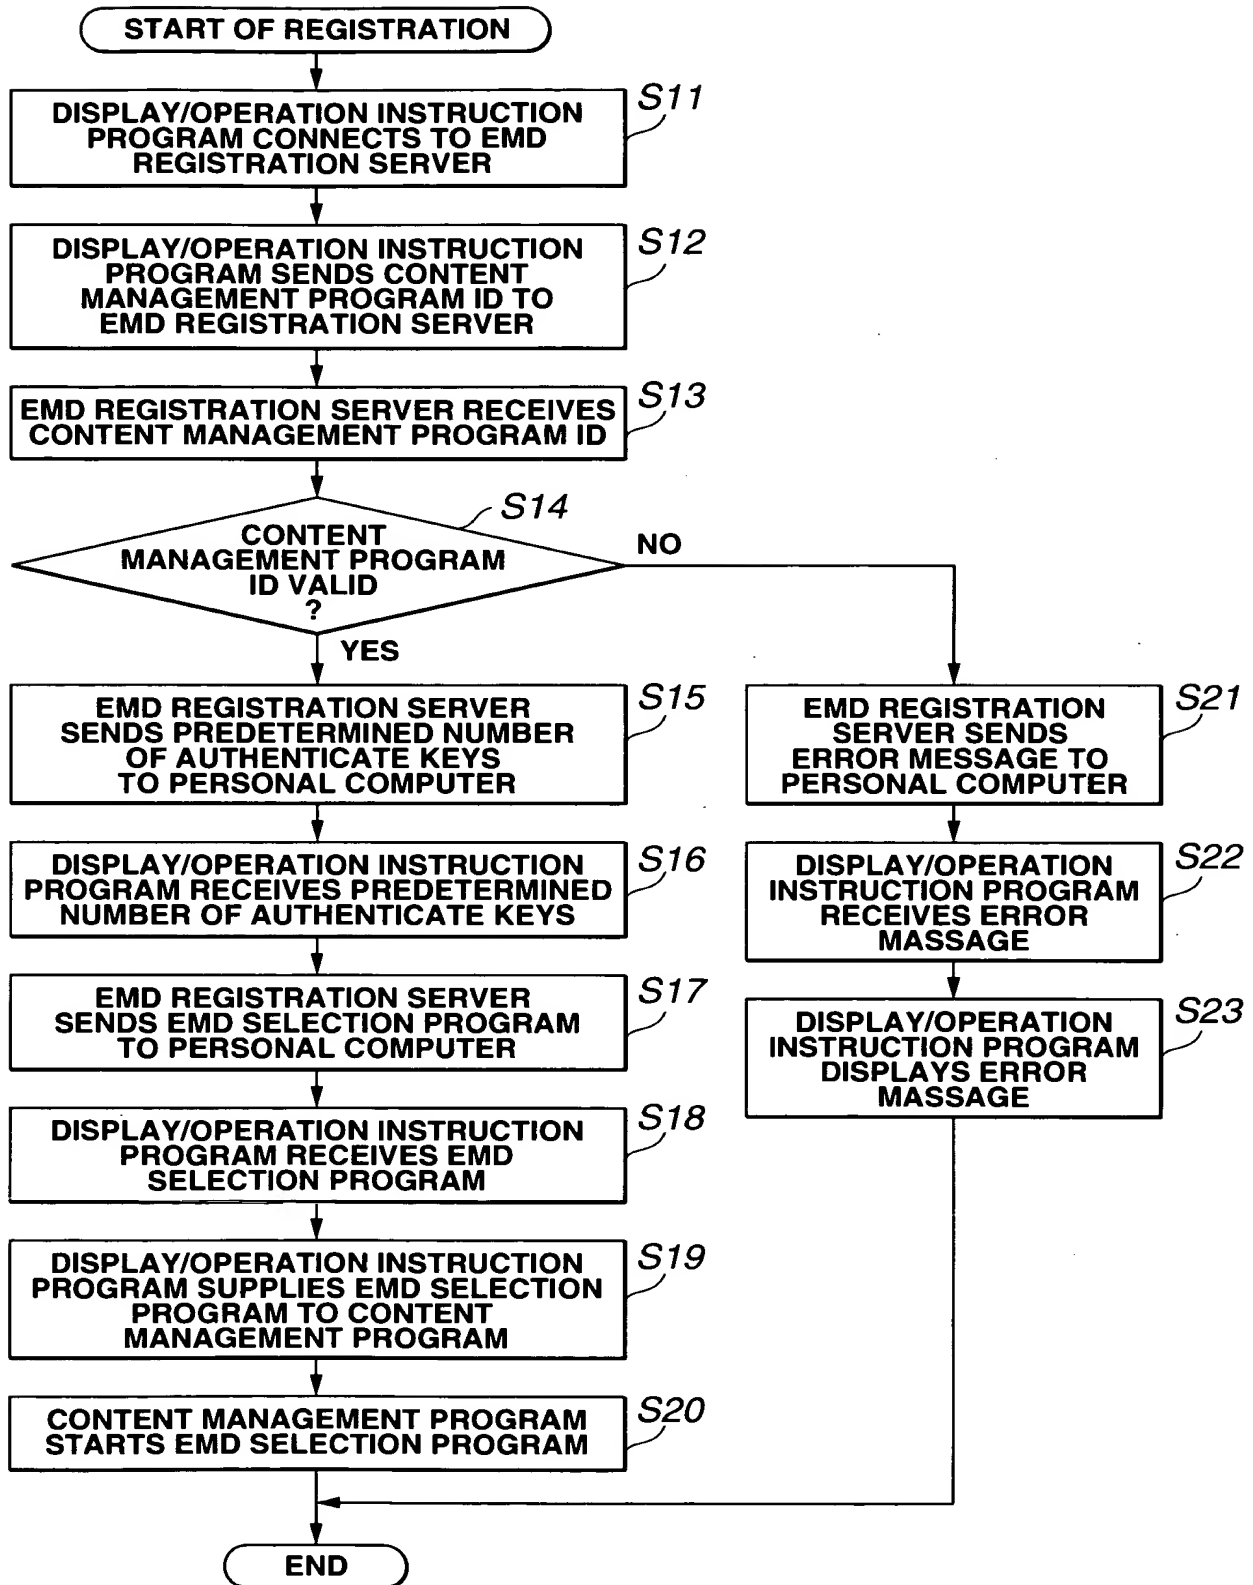 START OF REGISTRATION
S11
DISPLAY/OPERATION INSTRUCTION
PROGRAM CONNECTS TO EMD
REGISTRATION SERVER
S12
DISPLAY/OPERATION INSTRUCTION
PROGRAM SENDS CONTENT
MANAGEMENT PROGRAM ID TO
EMD REGISTRATION SERVER
S13
EMD REGISTRATION SERVER RECEIVES
CONTENT MANAGEMENT PROGRAM ID
S14
CONTENT
MANAGEMENT PROGRAM
ID VALID
?
NO
YES
S15
EMD REGISTRATION SERVER
SENDS PREDETERMINED NUMBER
OF AUTHENTICATE KEYS
TO PERSONAL COMPUTER
S16
DISPLAY/OPERATION INSTRUCTION
PROGRAM RECEIVES PREDETERMINED
NUMBER OF AUTHENTICATE KEYS
S17
EMD REGISTRATION SERVER
SENDS EMD SELECTION PROGRAM
TO PERSONAL COMPUTER
S18
DISPLAY/OPERATION INSTRUCTION
PROGRAM RECEIVES EMD
SELECTION PROGRAM
S19
DISPLAY/OPERATION INSTRUCTION
PROGRAM SUPPLIES EMD SELECTION
PROGRAM TO CONTENT
MANAGEMENT PROGRAM
S20
CONTENT MANAGEMENT PROGRAM
STARTS EMD SELECTION PROGRAM
S21
EMD REGISTRATION
SERVER SENDS
ERROR MESSAGE TO
PERSONAL COMPUTER
S22
DISPLAY/OPERATION
INSTRUCTION PROGRAM
RECEIVES ERROR
MASSAGE
S23
DISPLAY/OPERATION
INSTRUCTION PROGRAM
DISPLAYS ERROR
MASSAGE
END